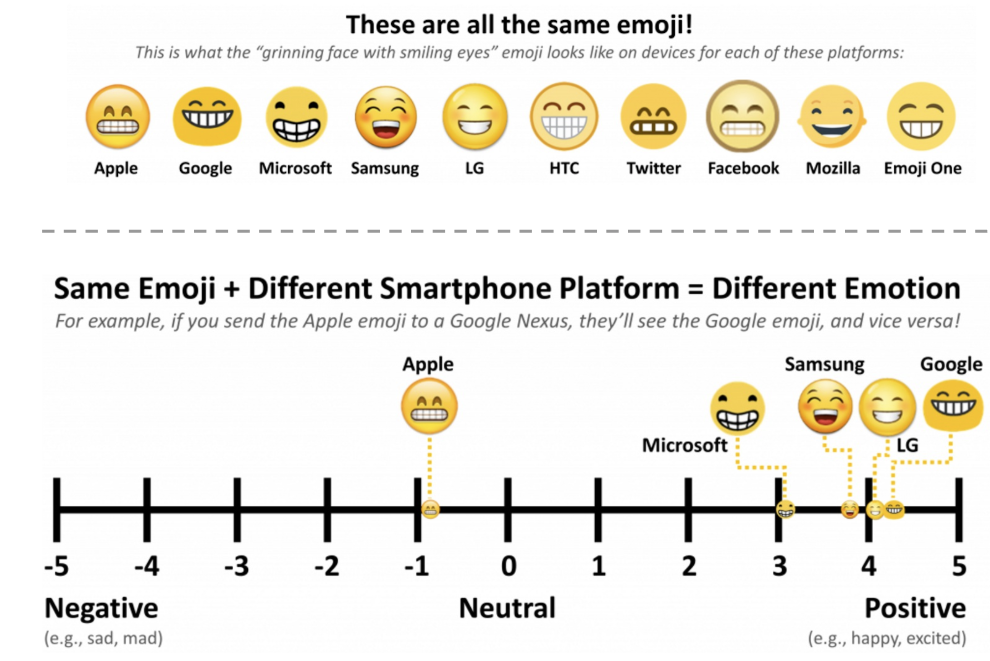 These are all the same emoji!
This is what the “grinning face with smiling eyes” emoji looks like on devices for each of these platforms:
Apple Google Microsoft Samsung LG HTC Twitter Facebook Mozilla Emoji One
Same Emoji + Different Smartphone Platform = Different Emotion
For example, if you send the Apple emoji to a Google Nexus, they’ll see the Google emoji, and vice versa!
Apple Samsung Google
Microsoft LG
-5 -4 -3 -2 -1 0 1 2 3 4 5
Negative Neutral Positive
(e.g., sad, mad) (e.g., happy, excited)